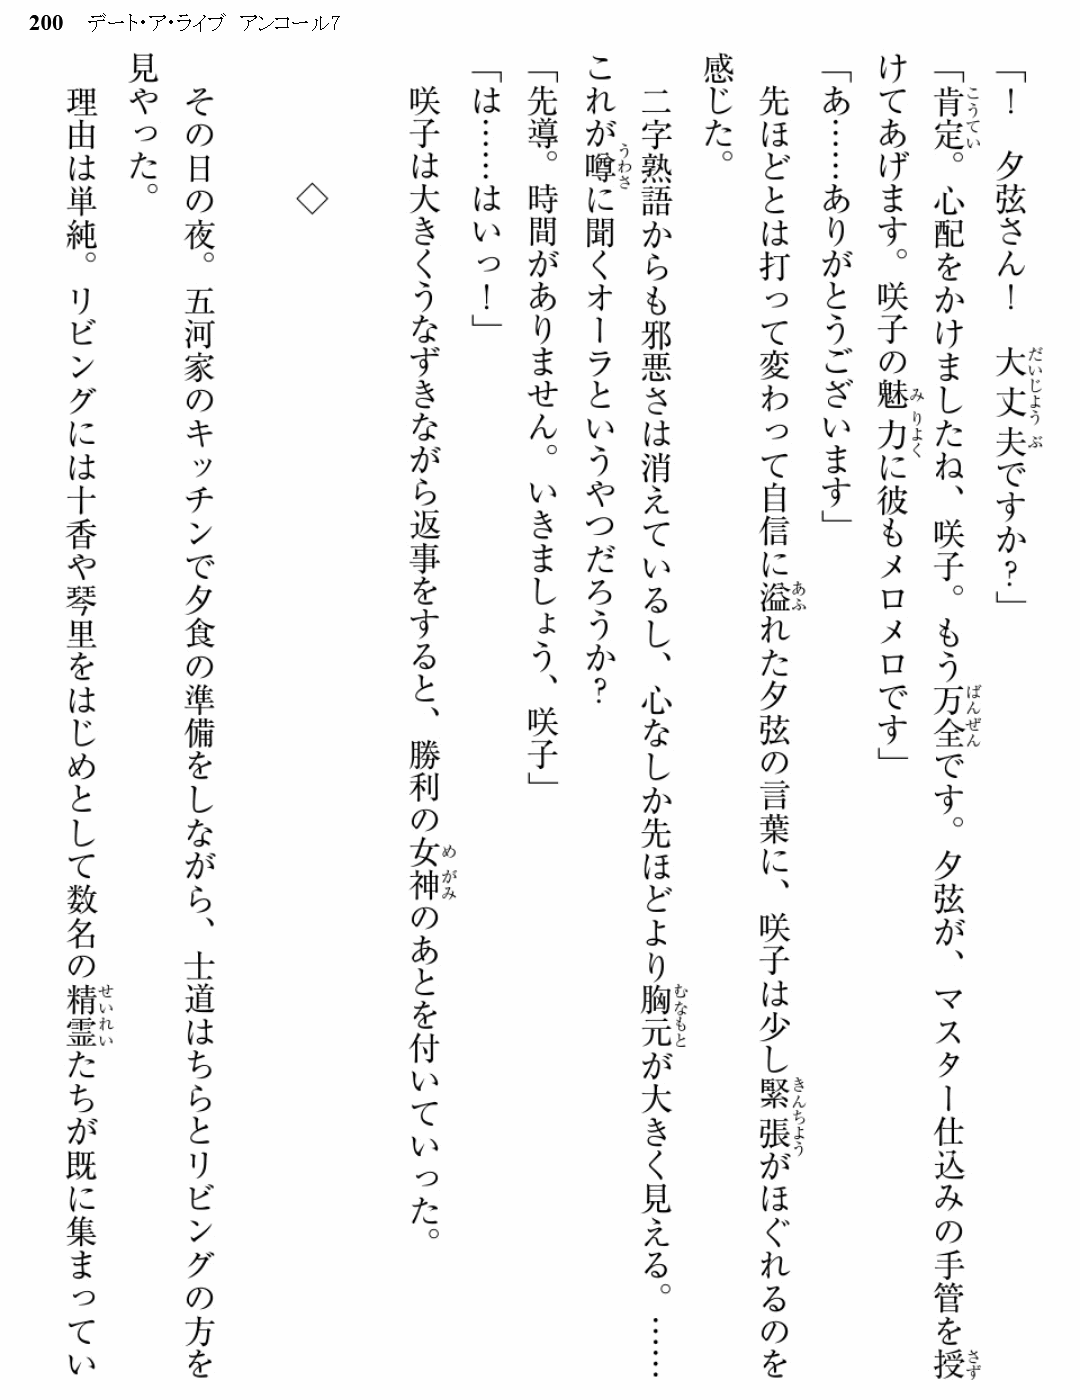 200 デート・ア・ライブ アンコール7
「！ 夕弦さん！ 大丈夫ですか？」
「肯定。心配をかけましたね、咲子。もう万全です。夕弦が、マスター仕込みの手管を授
けてあげます。咲子の魅力に彼もメロメロです」
「あ……ありがとうございます」
先ほどとは打って変わって自信に溢れた夕弦の言葉に、咲子は少し緊張がほぐれるのを
感じた。
二字熟語からも邪悪さは消えているし、心なしか先ほどより胸元が大きく見える。……
これが噂に聞くオーラというやつだろうか？
「先導。時間がありません。いきましょう、咲子」
「は……はいっ！」
咲子は大きくうなずきながら返事をすると、勝利の女神のあとを付いていった。
◇
その日の夜。五河家のキッチンで夕食の準備をしながら、士道はちらとリビングの方を
見やった。
理由は単純。リビングには十香や琴里をはじめとして数名の精霊たちが既に集まってい